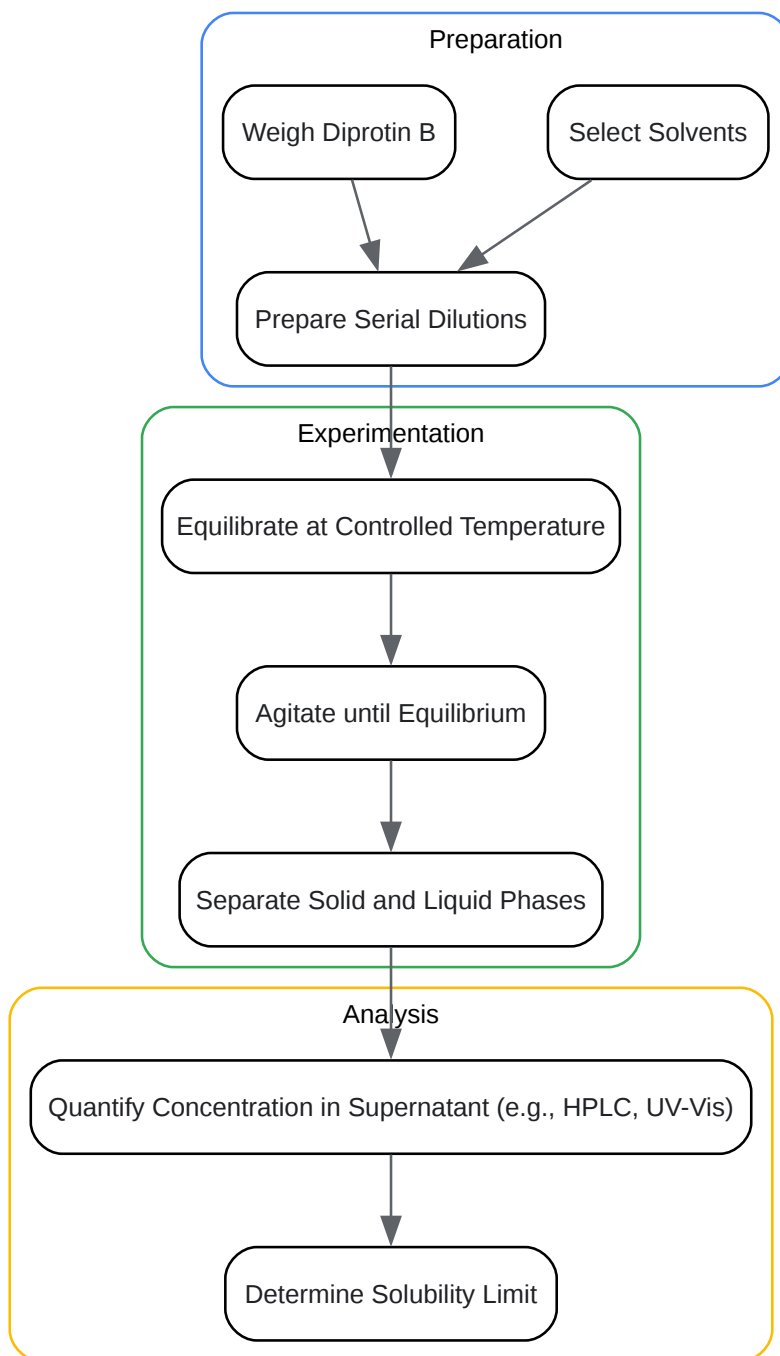 Preparation
Weigh Diprotin B
Select Solvents
Prepare Serial Dilutions
Experimentation
Equilibrate at Controlled Temperature
Agitate until Equilibrium
Separate Solid and Liquid Phases
Analysis
Quantify Concentration in Supernatant (e.g., HPLC, UV-Vis)
Determine Solubility Limit